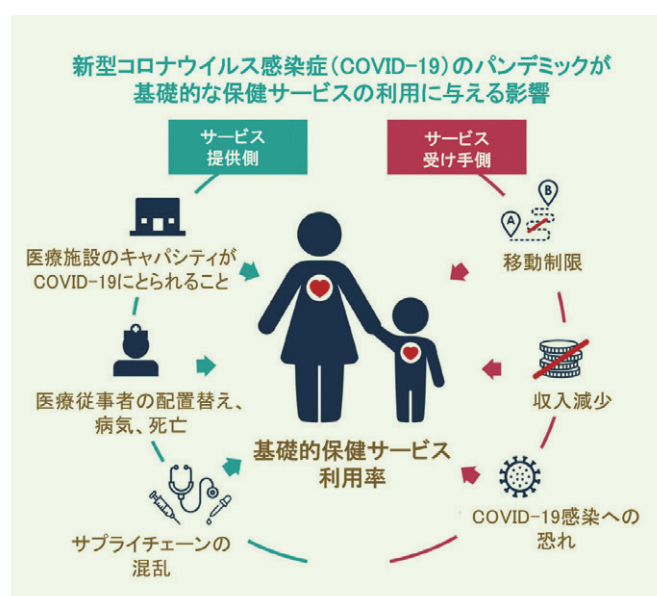 新型コロナウイルス感染症(COVID-19)のパンデミックが
基礎的な保健サービスの利用に与える影響
サービス
提供側
サービス
受け手側
医療施設のキャパシティが
COVID-19にとられること
医療従事者の配置替え、
病気、死亡
サプライチェーンの
混乱
基礎的保健サービス
利用率
A
B
移動制限
収入減少
COVID-19感染への
恐れ